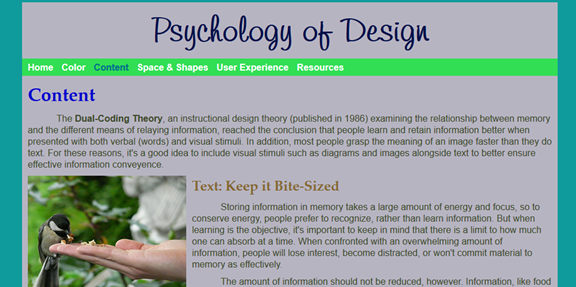 Psychology of Design
Home Color Content Space & Shapes User Experience Resources
Content
The Dual-Coding Theory, an instructional design theory (published in 1986) examining the relationship between memory
and the different means of relaying information, reached the conclusion that people learn and retain information better when
presented with both verbal (words) and visual stimuli. In addition, most people grasp the meaning of an image faster than they do
text. For these reasons, it's a good idea to include visual stimuli such as diagrams and images alongside text to better ensure
effective information conveyence.
Text: Keep it Bite-Sized
Storing information in memory takes a large amount of energy and focus, so to
conserve energy, people prefer to recognize, rather than learn information. But when
learning is the objective, it's important to keep in mind that there is a limit to how much
one can absorb at a time. When confronted with an overwhelming amount of
information, people will lose interest, become distracted, or won't commit material to
memory as effectively.
The amount of information should not be reduced, however. Information, like food